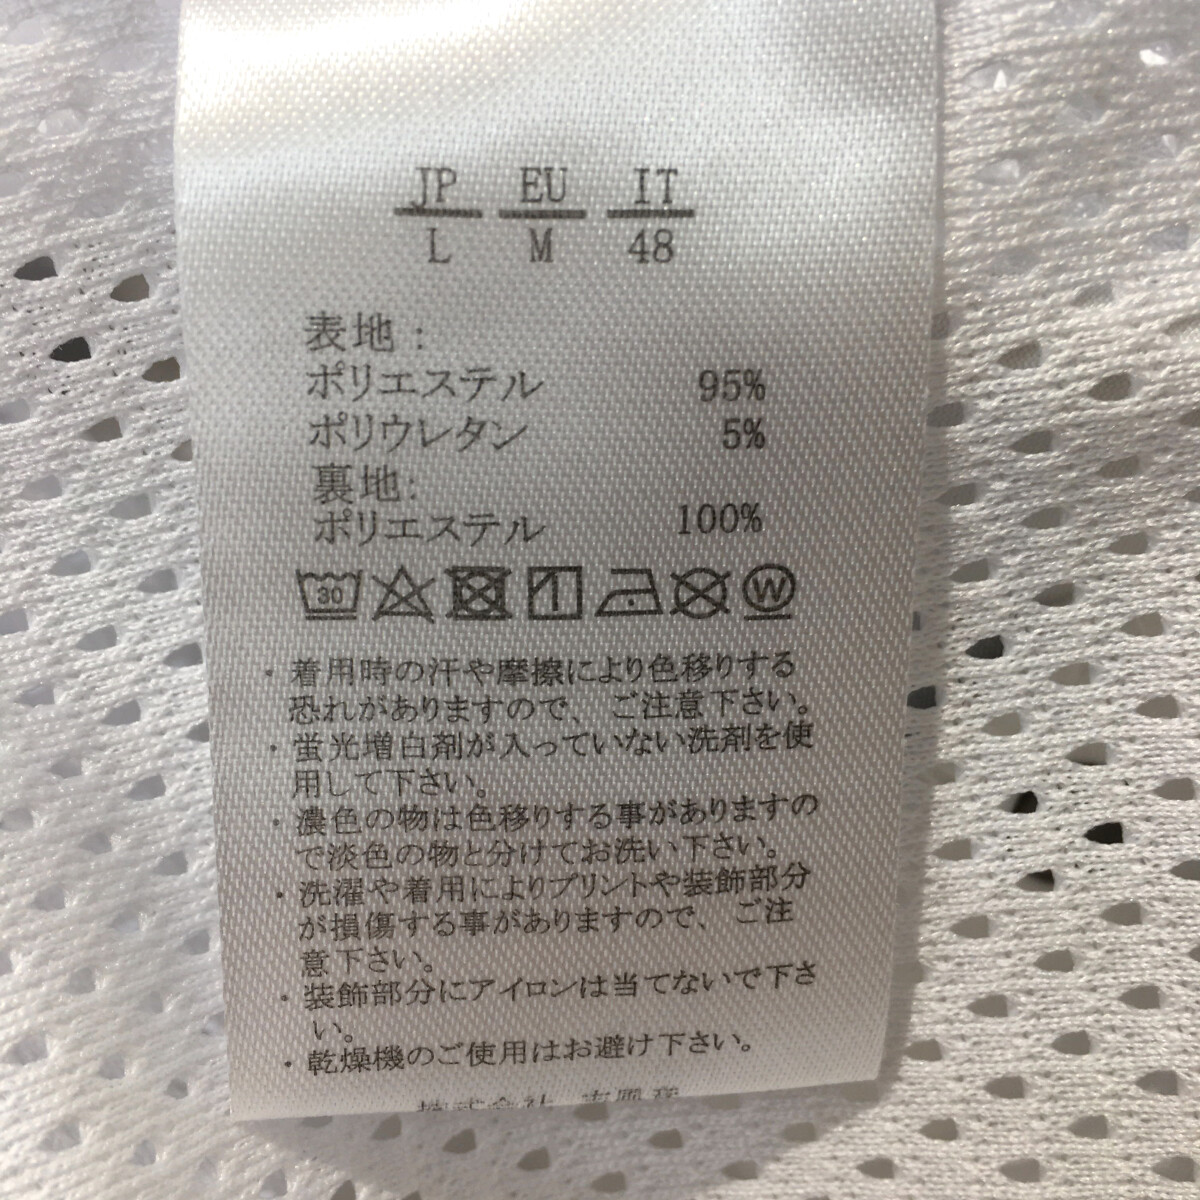 JP EU IT
L M 48
表地:
ポリエステル 95%
ポリウレタン 5%
裏地:
ポリエステル 100%
30 W
・着用時の汗や摩擦により色移りする
恐れがありますので、ご注意下さい。
・蛍光増白剤が入っていない洗剤を使
用して下さい。
・濃色の物は色移りする事がありますの
で淡色の物と分けてお洗い下さい。
・洗濯や着用によりプリントや装飾部分
が損傷する事がありますので、ご注
意下さい。
・装飾部分にアイロンは当てないで下さ
い。
・乾燥機のご使用はお避け下さい。
株式会社